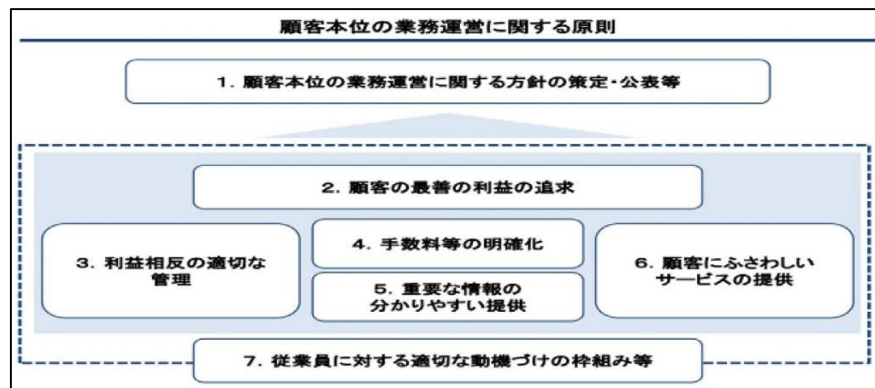 顧客本位の業務運営に関する原則
1. 顧客本位の業務運営に関する方針の策定・公表等
2. 顧客の最善の利益の追求
3. 利益相反の適切な
管理
4. 手数料等の明確化
5. 重要な情報の
分かりやすい提供
6. 顧客にふさわしい
サービスの提供
7. 従業員に対する適切な動機づけの枠組み等